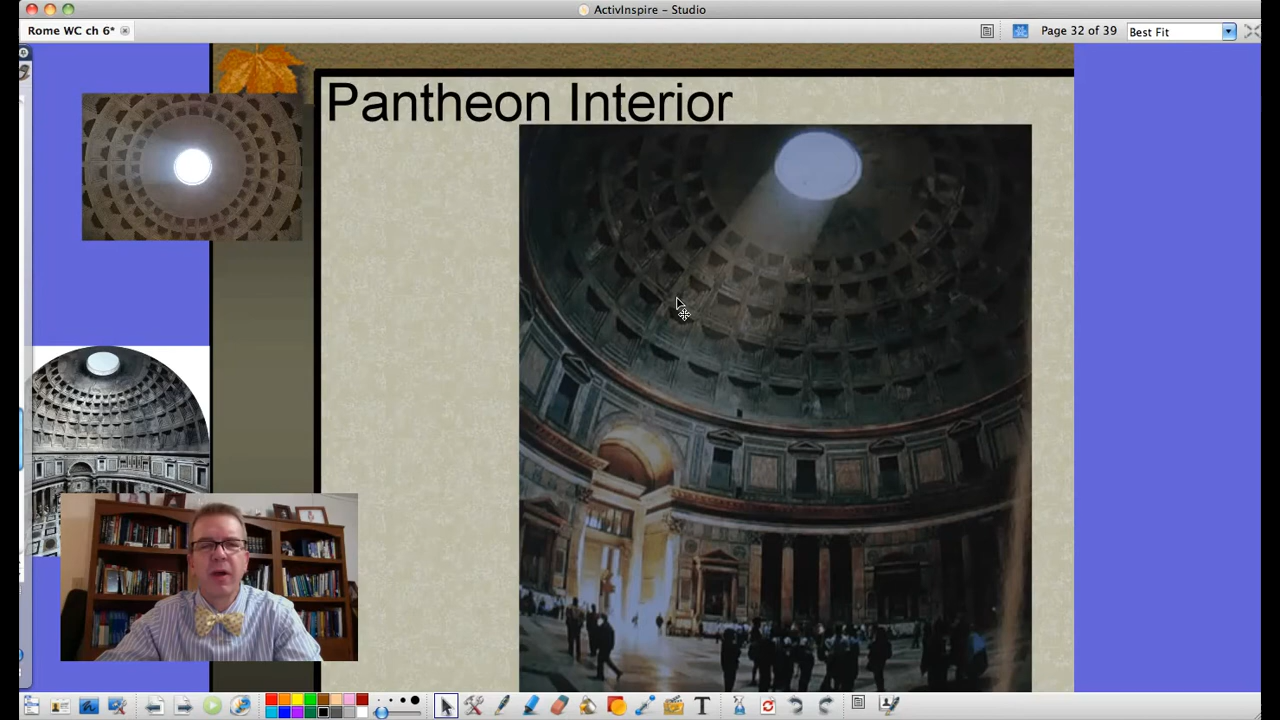 ActivInspire - Studio
Rome WC ch 6*
Page 32 of 39
Best Fit
Pantheon Interior
T